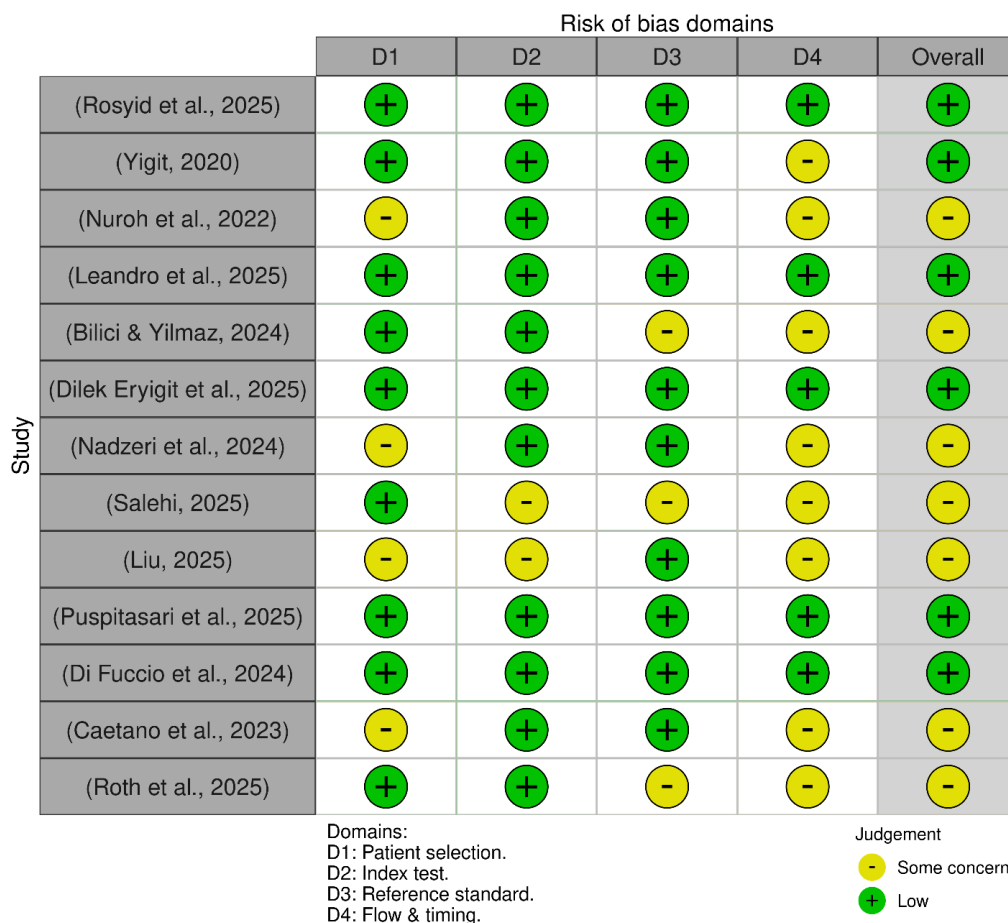 Risk of bias domains
D1 D2 D3 D4 Overall
(Rosyid et al., 2025) + + + + +
(Yigit, 2020) + + + - +
(Nuroh et al., 2022) - + + - -
(Leandro et al., 2025) + + + + +
(Bilici & Yilmaz, 2024) + + - - -
(Dilek Eryigit et al., 2025) + + + + +
(Nadzeri et al., 2024) - + + - -
(Salehi, 2025) + - - - -
(Liu, 2025) - - + - -
(Puspitasari et al., 2025) + + + + +
(Di Fuccio et al., 2024) + + + + +
(Caetano et al., 2023) - + + - -
(Roth et al., 2025) + + - - -
Study
Domains:
D1: Patient selection.
D2: Index test.
D3: Reference standard.
D4: Flow & timing.
Judgement
- Some concern
+ Low